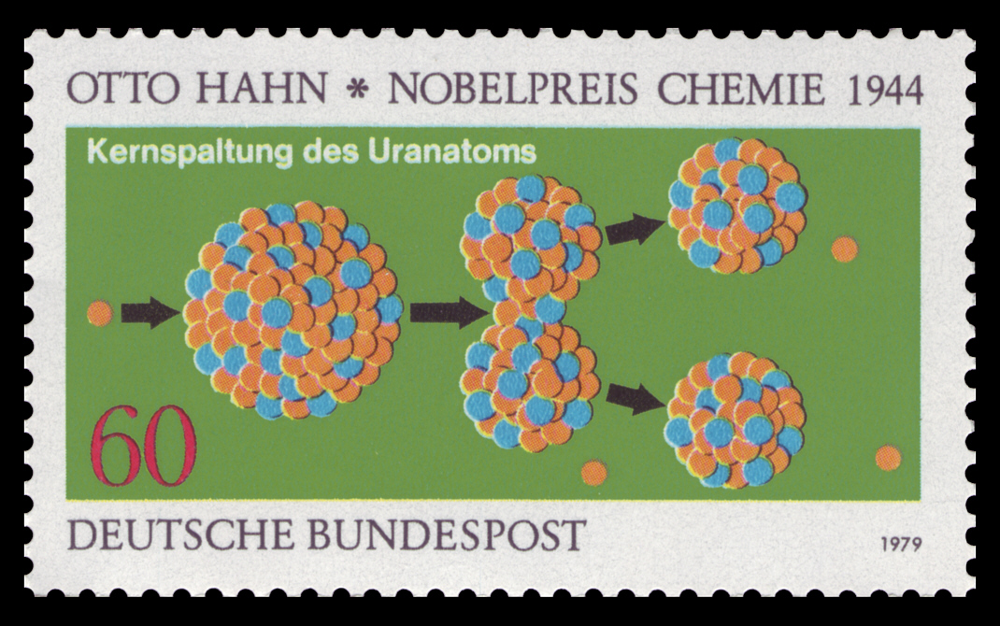 OTTO HAHN * NOBELPREIS CHEMIE 1944
Kernspaltung des Uranatoms
60
DEUTSCHE BUNDESPOST 1979